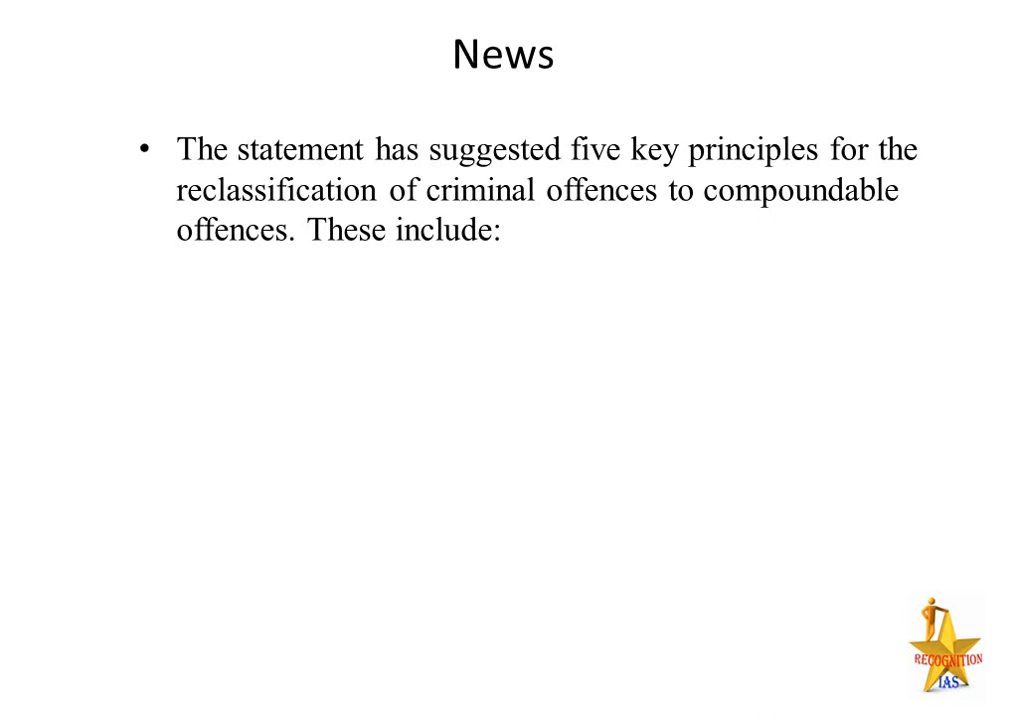 News
• The statement has suggested five key principles for the
reclassification of criminal offences to compoundable
offences. These include:
RECOGNITION
IAS